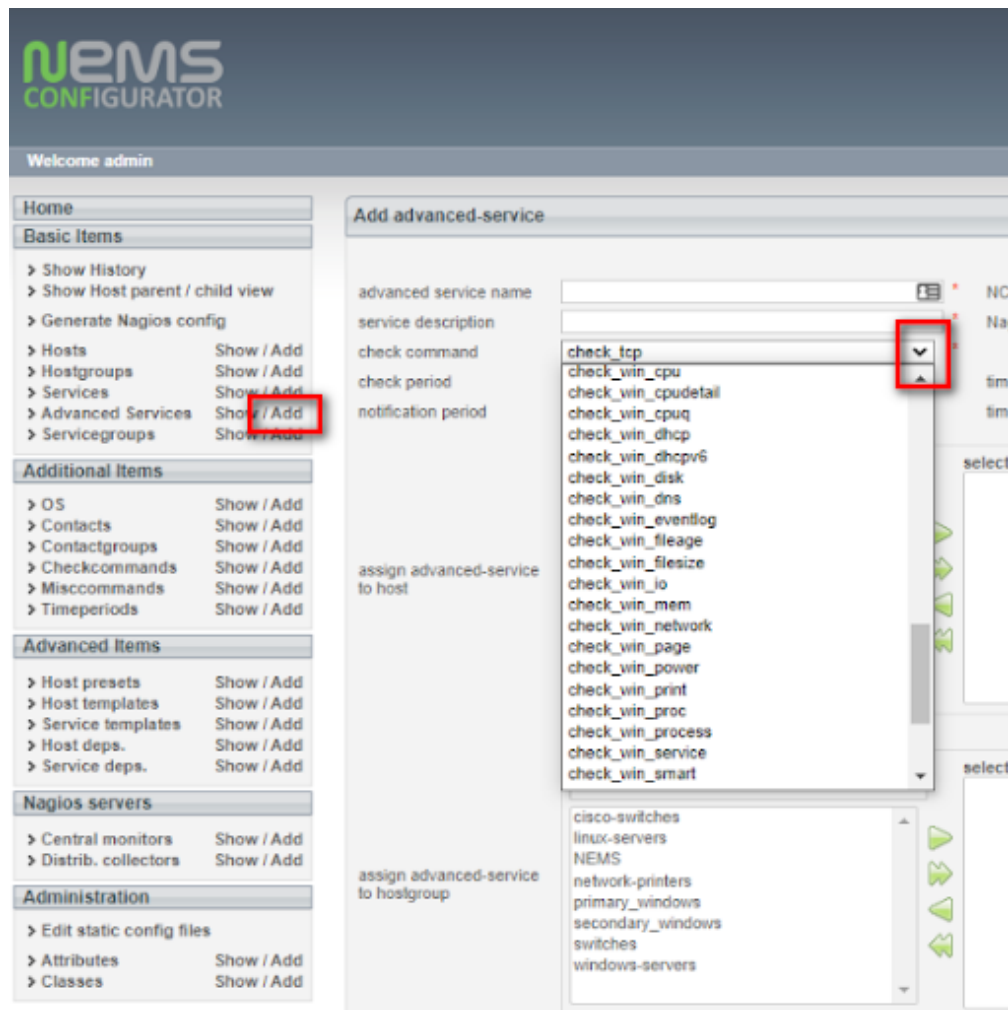 NEMS
CONFIGURATOR
Welcome admin
Home
Basic Items
> Show History
> Show Host parent / child view
> Generate Nagios config
> Hosts Show / Add
> Hostgroups Show / Add
> Services Show / Add
> Advanced Services Show / Add
> Servicegroups Show / Add
Additional Items
> OS Show / Add
> Contacts Show / Add
> Contactgroups Show / Add
> Checkcommands Show / Add
> Misccommands Show / Add
> Timeperiods Show / Add
Advanced Items
> Host presets Show / Add
> Host templates Show / Add
> Service templates Show / Add
> Host deps. Show / Add
> Service deps. Show / Add
Nagios servers
> Central monitors Show / Add
> Distrib. collectors Show / Add
Administration
> Edit static config files
> Attributes Show / Add
> Classes Show / Add
Add advanced-service
advanced service name * NC
service description * Na
check command check_tcp *
check period tim
notification period tim
check_win_cpu
check_win_cpudetail
check_win_cpuq
check_win_dhcp
check_win_dhcpv6
check_win_disk
check_win_dns
check_win_eventlog
check_win_fileage
check_win_filesize
check_win_io
check_win_mem
check_win_network
check_win_page
check_win_power
check_win_print
check_win_proc
check_win_process
check_win_service
check_win_smart
select
assign advanced-service
to host
select
assign advanced-service
to hostgroup
cisco-switches
linux-servers
NEMS
network-printers
primary_windows
secondary_windows
switches
windows-servers